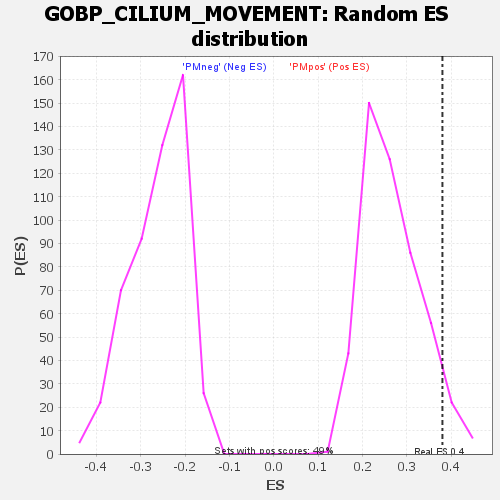 GOBP_CILIUM_MOVEMENT: Random ES
distribution
'PMneg' (Neg ES) 'PMpos' (Pos ES)
170
160
150
140
130
120
110
100
90
80
70
60
50
40
30
20
10
0
P(ES)
Sets with pos scores: 49%
Real ES 0.4
-0.4 -0.3 -0.2 -0.1 0.0 0.1 0.2 0.3 0.4
ES